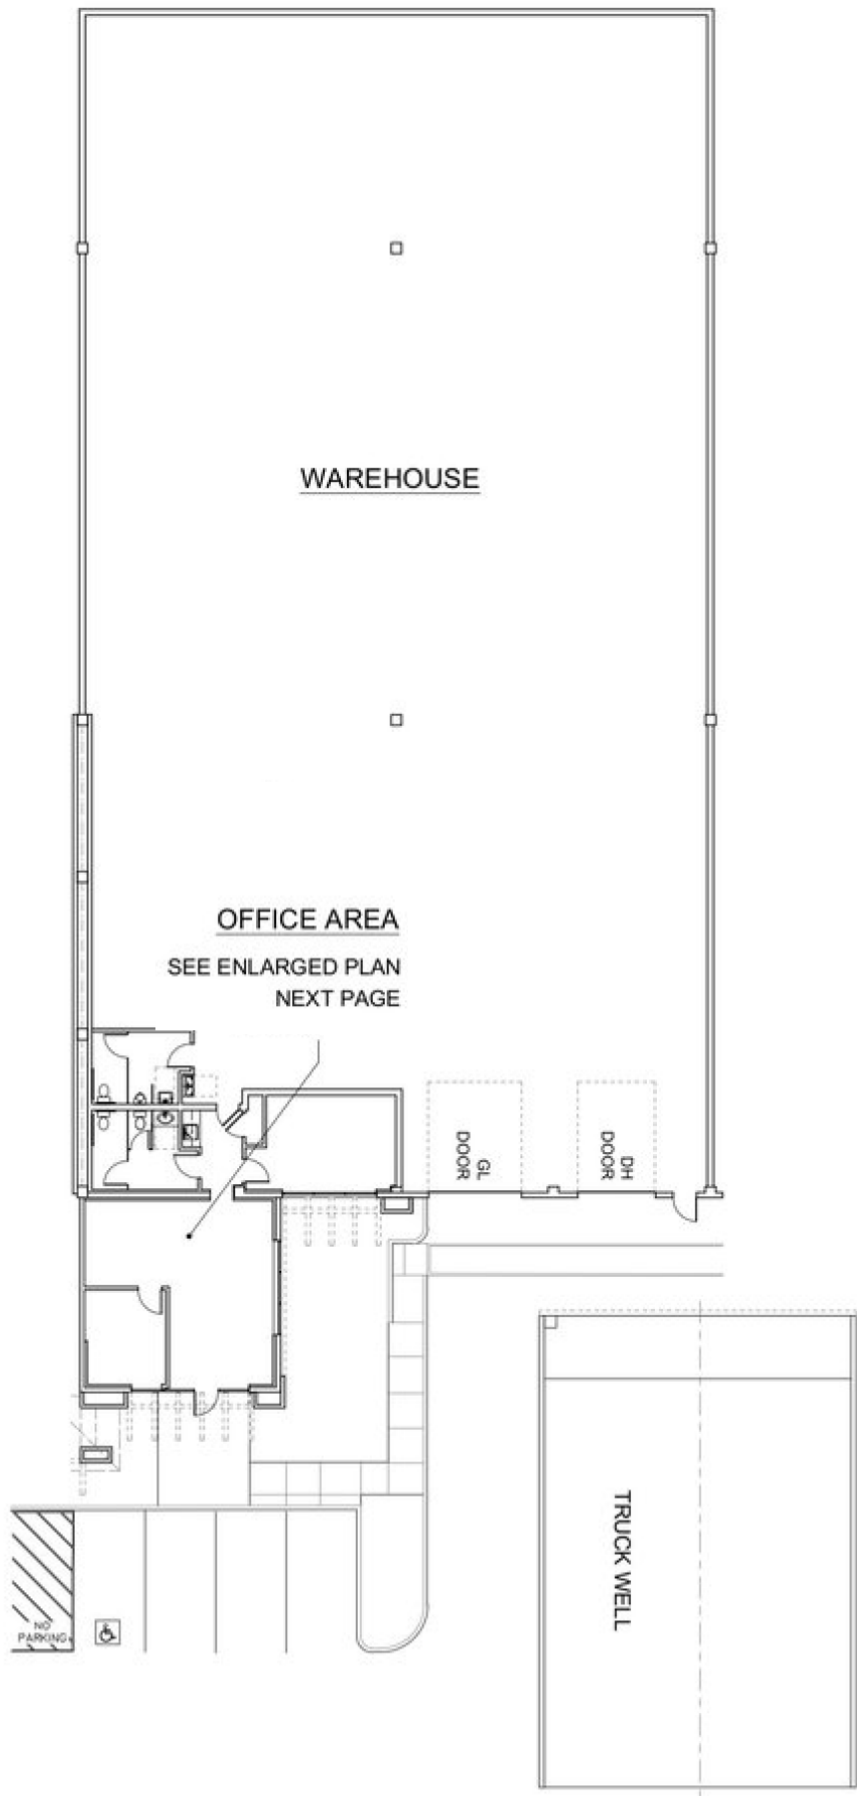 WAREHOUSE
OFFICE AREA
SEE ENLARGED PLAN
NEXT PAGE
GL
DOOR
DH
DOOR
TRUCK WELL
NO
PARKING